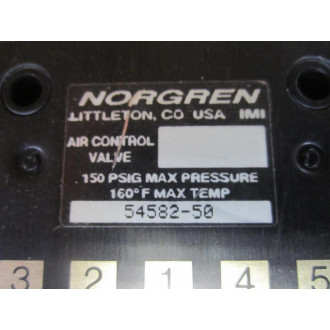 NORGREN
LITTLETON, CO USA IMI
AIR CONTROL
VALVE
150 PSIG MAX PRESSURE
160° F MAX TEMP
54582-50
3 2 1 4 5